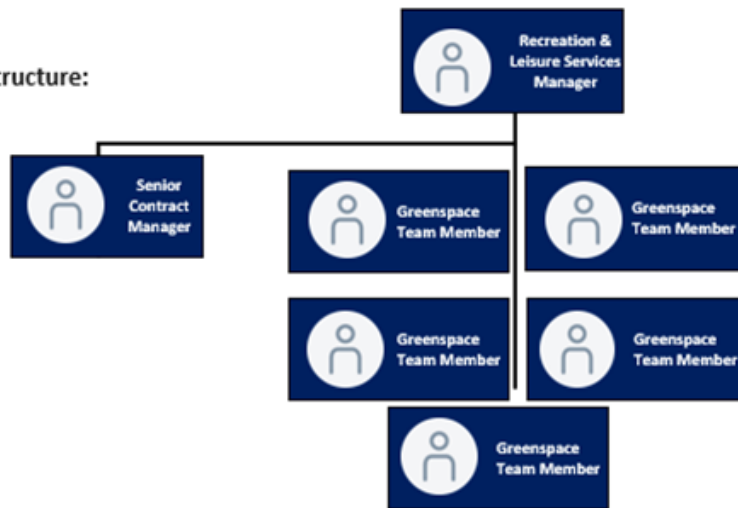 tructure:
Recreation &
Leisure Services
Manager
Senior
Contract
Manager
Greenspace
Team Member
Greenspace
Team Member
Greenspace
Team Member
Greenspace
Team Member
Greenspace
Team Member